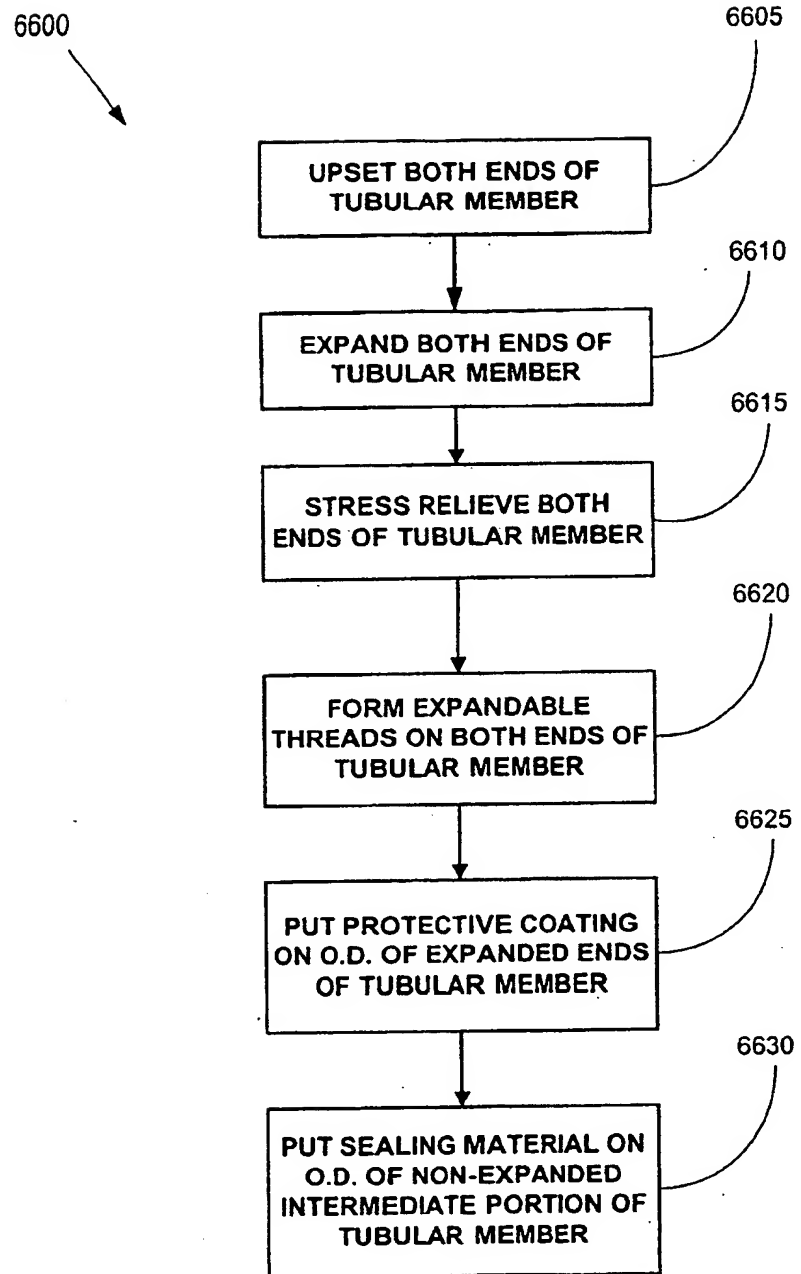 6600
6605
UPSET BOTH ENDS OF
TUBULAR MEMBER
6610
EXPAND BOTH ENDS OF
TUBULAR MEMBER
6615
STRESS RELIEVE BOTH
ENDS OF TUBULAR MEMBER
6620
FORM EXPANDABLE
THREADS ON BOTH ENDS OF
TUBULAR MEMBER
6625
PUT PROTECTIVE COATING
ON O.D. OF EXPANDED ENDS
OF TUBULAR MEMBER
6630
PUT SEALING MATERIAL ON
O.D. OF NON-EXPANDED
INTERMEDIATE PORTION OF
TUBULAR MEMBER